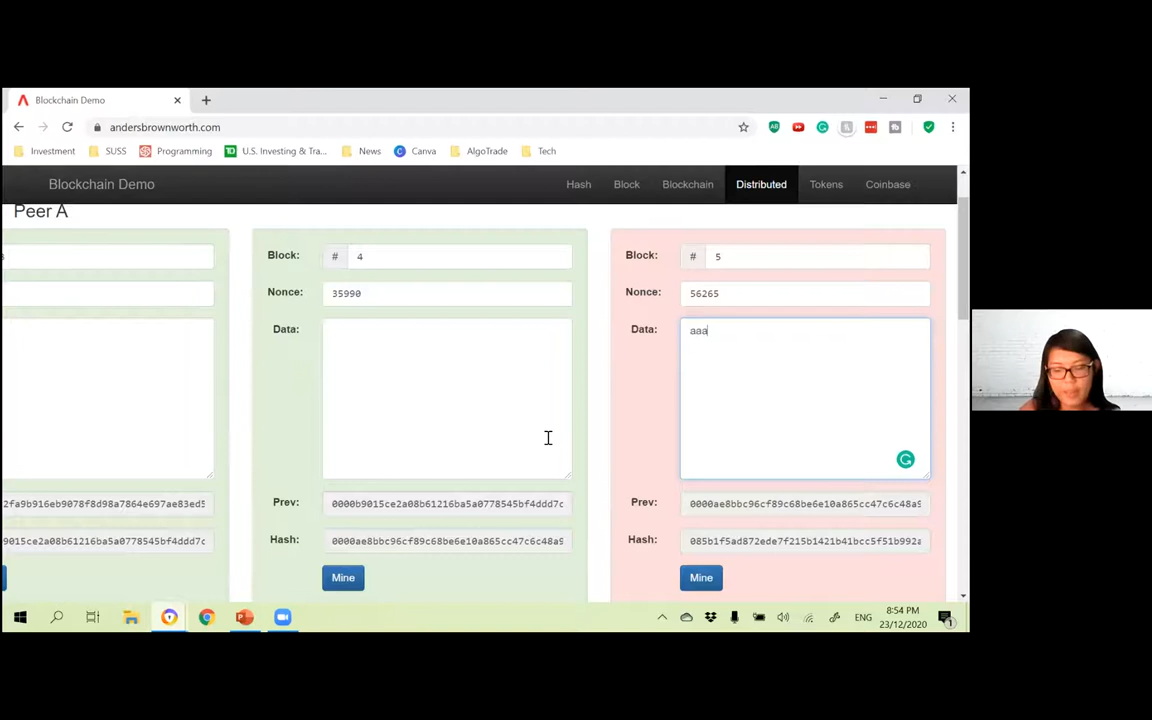 Blockchain Demo
andersbrownworth.com
Investment SUSS Programming U.S. Investing & Tra... News Canva AlgoTrade Tech
Blockchain Demo Hash Block Blockchain Distributed Tokens Coinbase
Peer A
Block: # 4
Nonce: 35990
Data:
Prev: 0000b9015ce2a08b61216ba5a0778545bf4ddd7c
Hash: 0000ae8bbc96cf89c68be6e10a865cc47c6c48a9
Mine
Block: # 5
Nonce: 56265
Data: aaa
Prev: 0000ae8bbc96cf89c68be6e10a865cc47c6c48a9
Hash: 085b1f5ad872ede7f215b1421b41bcc5f51b992a
Mine
2fa9b916eb9078f8d98a7864e697ae83ed5
9015ce2a08b61216ba5a0778545bf4ddd7c
ENG
8:54 PM
23/12/2020